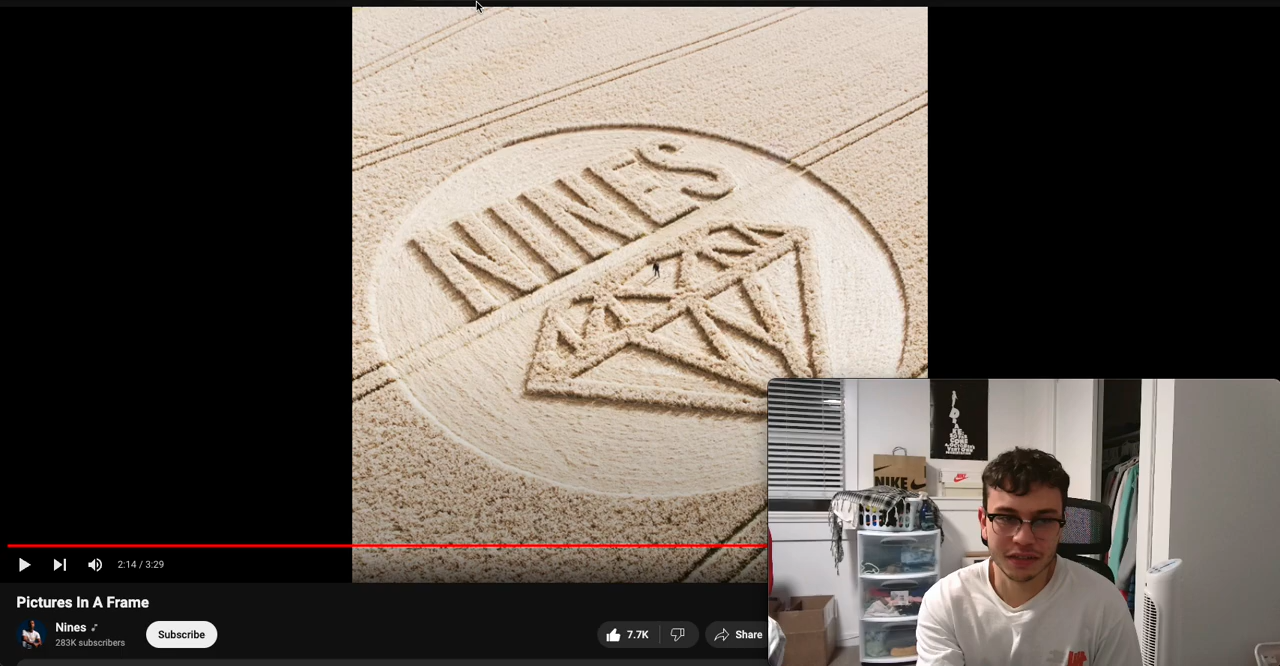 NINES
2:14 / 3:29
Pictures In A Frame
Nines
283K subscribers
Subscribe
7.7K
Share
NIKE